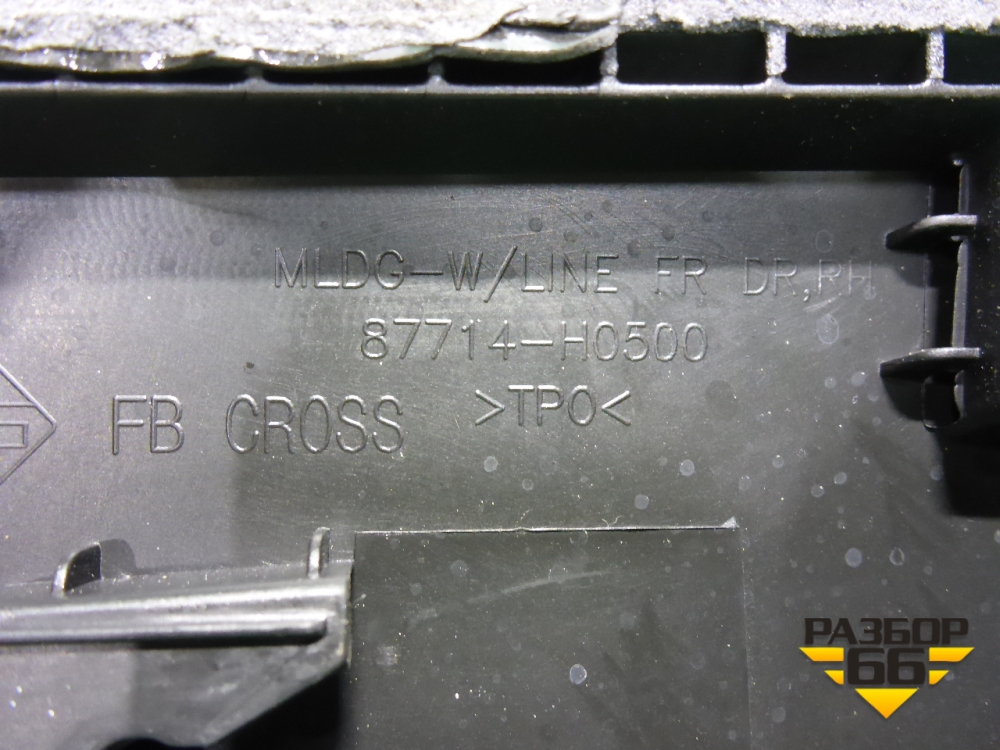 MLDG-W/LINE FR DR,RH
87714-H0500
FB CROSS >TPO<
РАЗБОР
66